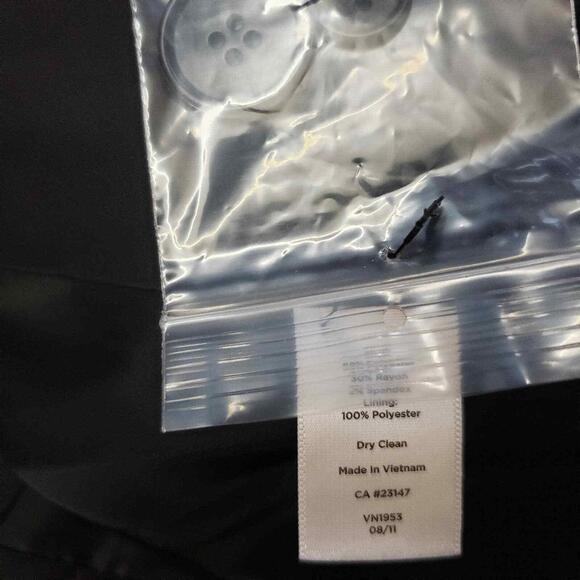 30% Rayon
2% Spandex
Lining:
100% Polyester
Dry Clean
Made In Vietnam
CA #23147
VN1953
08/11